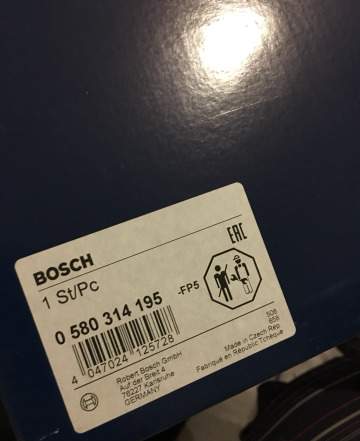 BOSCH
EAC
1 St/Pc
0 580 314 195
-FP5
4 047024 125728
Robert Bosch GmbH
Auf der Breit 4
76227 Karlsruhe
GERMANY
Made in Czech Rep
Fabriqué en République Tchèque